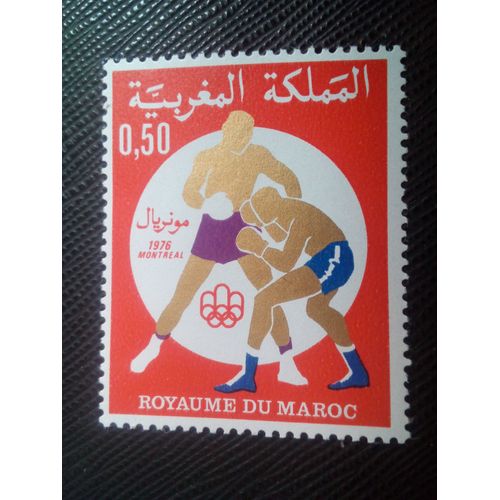 المملكة المغربية
0,50
مونريال
1976
MONTREAL
ROYAUME DU MAROC